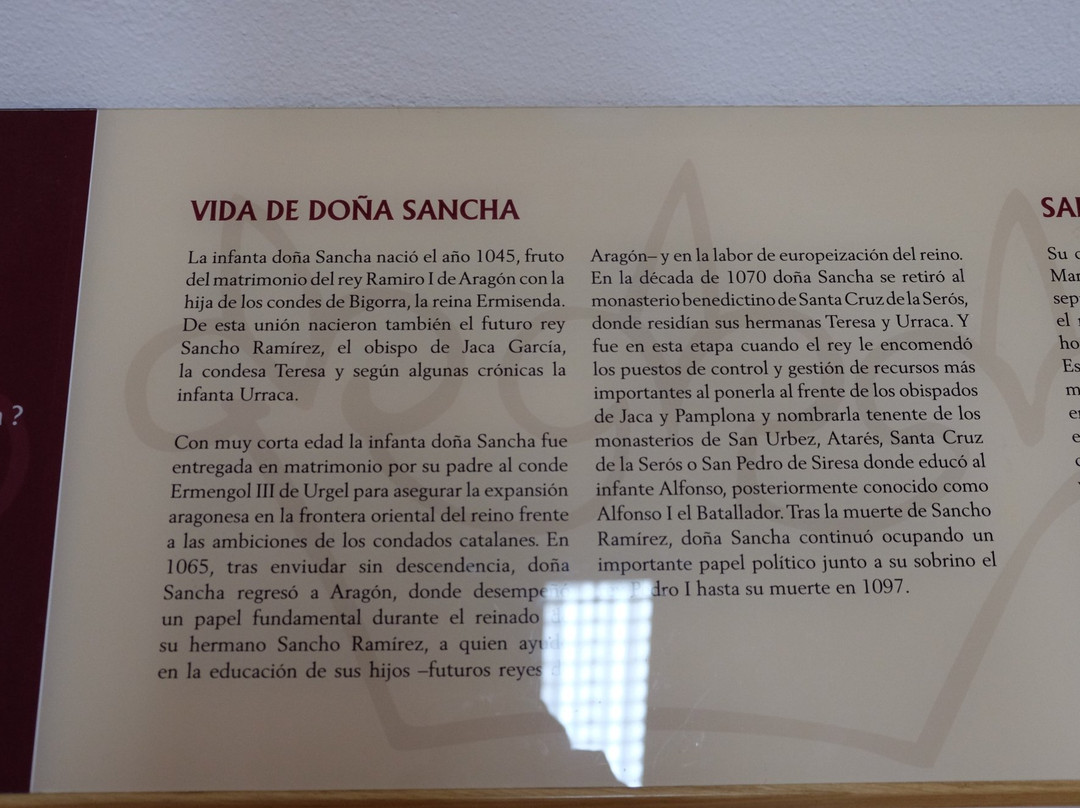 VIDA DE DOÑA SANCHA
La infanta doña Sancha nació el año 1045, fruto
del matrimonio del rey Ramiro I de Aragón con la
hija de los condes de Bigorra, la reina Ermisenda.
De esta unión nacieron también el futuro rey
Sancho Ramírez, el obispo de Jaca García,
la condesa Teresa y según algunas crónicas la
infanta Urraca.
Con muy corta edad la infanta doña Sancha fue
entregada en matrimonio por su padre al conde
Ermengol III de Urgel para asegurar la expansión
aragonesa en la frontera oriental del reino frente
a las ambiciones de los condados catalanes. En
1065, tras enviudar sin descendencia, doña
Sancha regresó a Aragón, donde desempeñó
un papel fundamental durante el reinado
su hermano Sancho Ramírez, a quien ayudó
en la educación de sus hijos –futuros reyes
Aragón– y en la labor de europeización del reino.
En la década de 1070 doña Sancha se retiró al
monasterio benedictino de Santa Cruz de la Serós,
donde residían sus hermanas Teresa y Urraca. Y
fue en esta etapa cuando el rey le encomendó
los puestos de control y gestión de recursos más
importantes al ponerla al frente de los obispados
de Jaca y Pamplona y nombrarla tenente de los
monasterios de San Urbez, Atarés, Santa Cruz
de la Serós o San Pedro de Siresa donde educó al
infante Alfonso, posteriormente conocido como
Alfonso I el Batallador. Tras la muerte de Sancho
Ramírez, doña Sancha continuó ocupando un
importante papel político junto a su sobrino el
Pedro I hasta su muerte en 1097.
Su
el
?